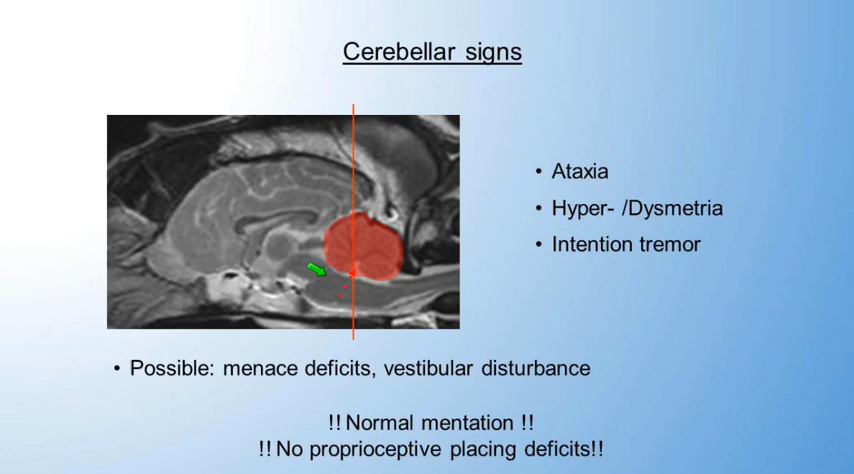 Cerebellar signs
• Ataxia
• Hyper- /Dysmetria
• Intention tremor
• Possible: menace deficits, vestibular disturbance
!! Normal mentation !!
!! No proprioceptive placing deficits!!